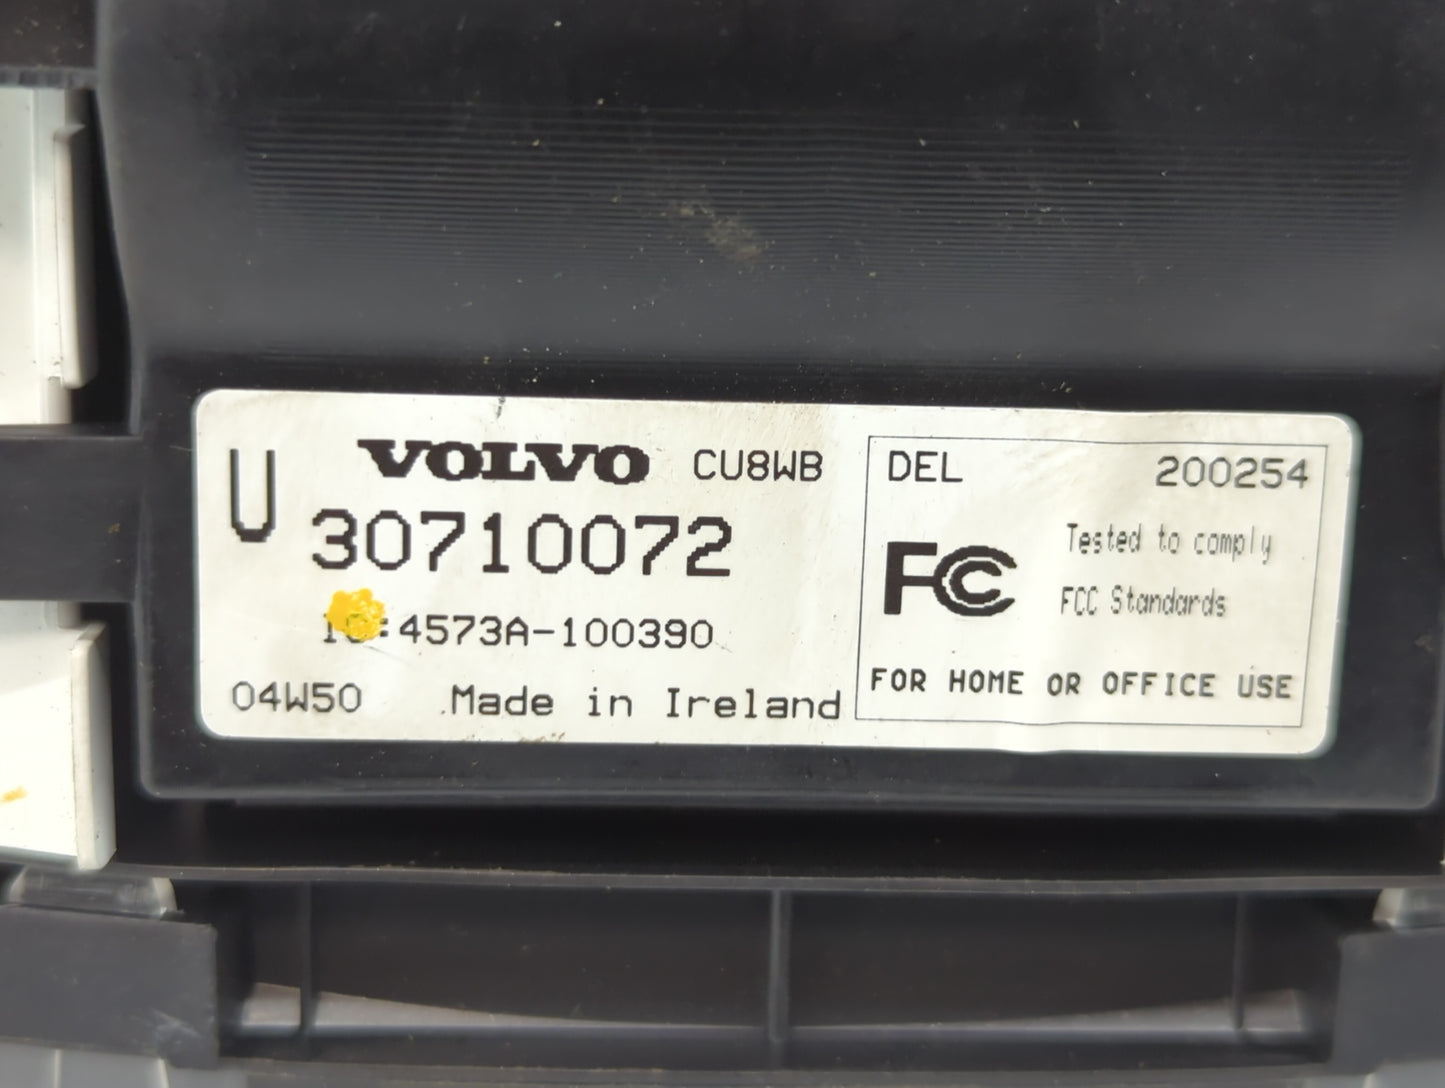 U VOLVO CU8WB
30710072
IC:4573A-100390
04W50 .Made in Ireland
DEL 200254
FC Tested to comply
FCC Standards
FOR HOME OR OFFICE USE